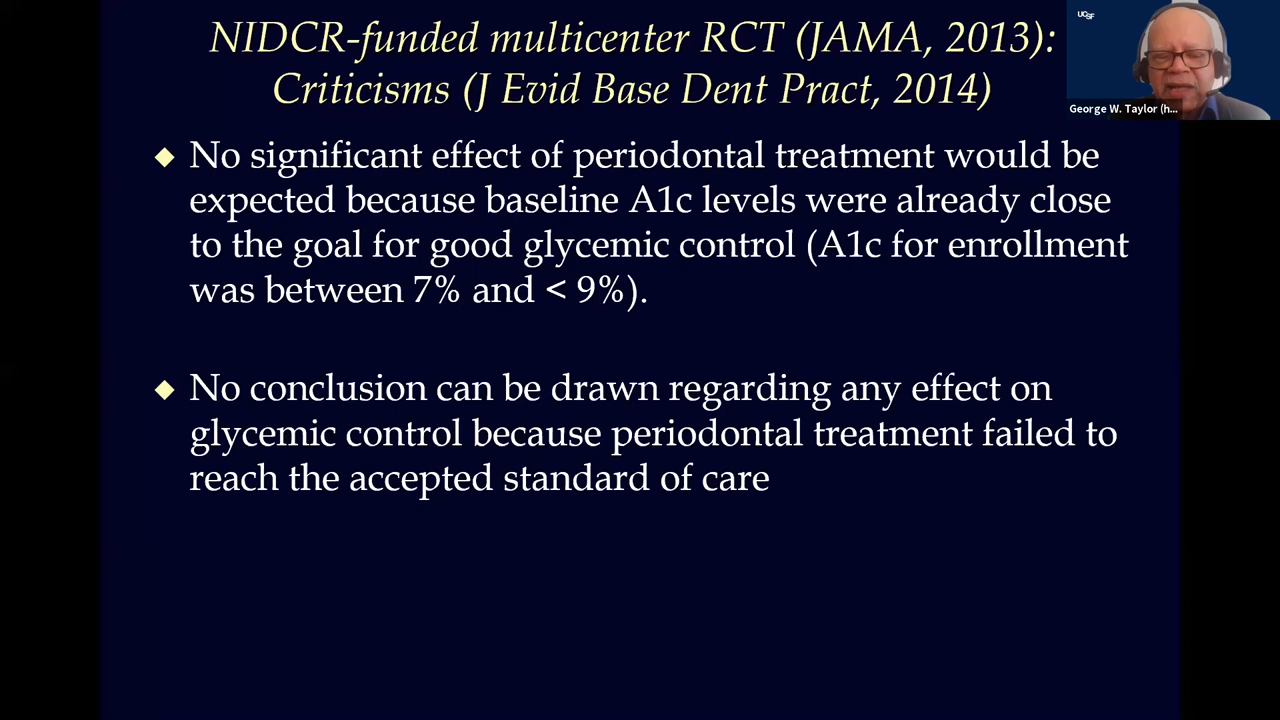 NIDCR-funded multicenter RCT (JAMA, 2013):
Criticisms (J Evid Base Dent Pract, 2014)
UCSF
George W. Taylor (h...
◆ No significant effect of periodontal treatment would be
expected because baseline A1c levels were already close
to the goal for good glycemic control (A1c for enrollment
was between 7% and < 9%).
◆ No conclusion can be drawn regarding any effect on
glycemic control because periodontal treatment failed to
reach the accepted standard of care